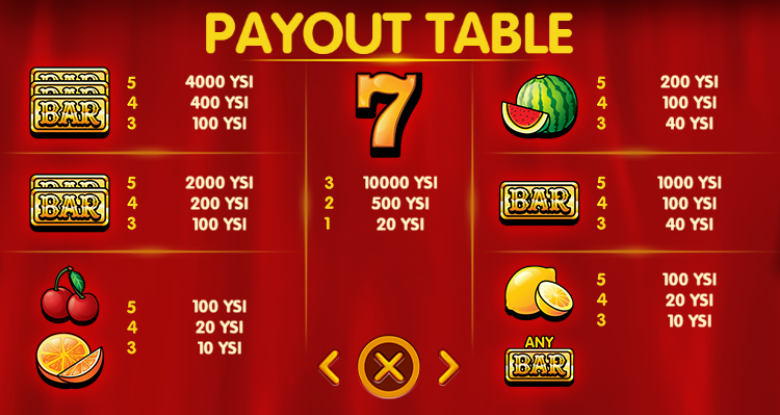 PAYOUT TABLE
BAR
5 4000 YSI
4 400 YSI
3 100 YSI
BAR
5 2000 YSI
4 200 YSI
3 100 YSI
5 100 YSI
4 20 YSI
3 10 YSI
7
3 10000 YSI
2 500 YSI
1 20 YSI
5 200 YSI
4 100 YSI
3 40 YSI
BAR
5 1000 YSI
4 100 YSI
3 40 YSI
5 100 YSI
4 20 YSI
3 10 YSI
ANY
BAR